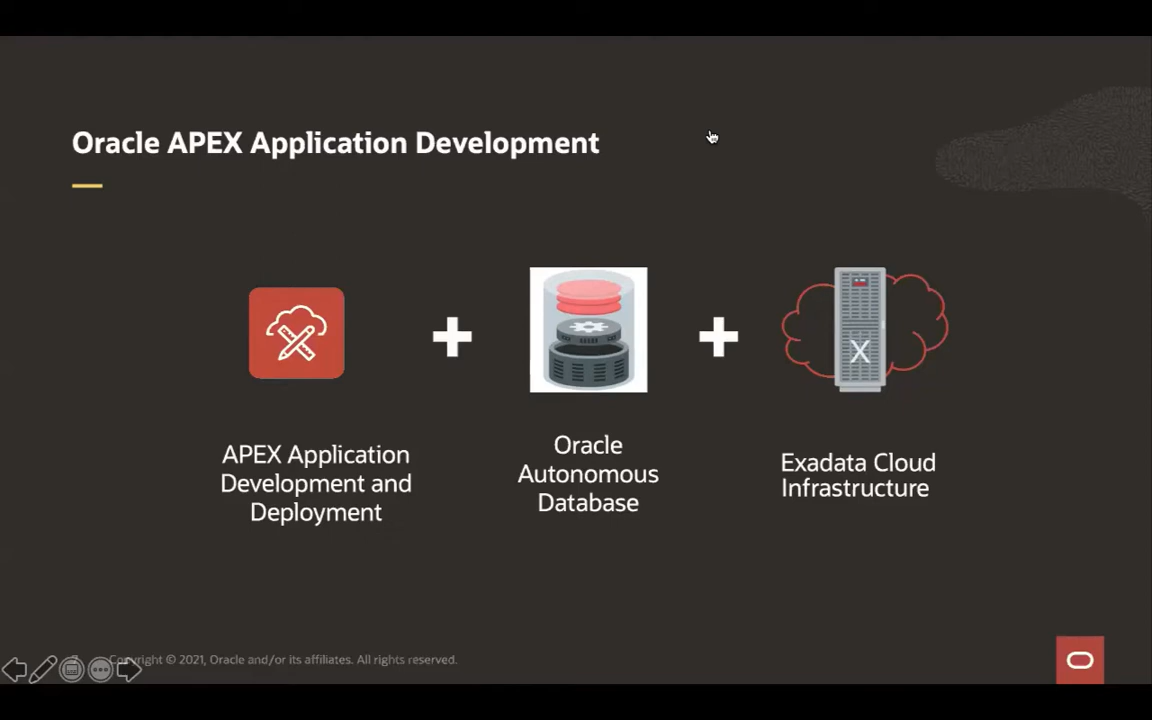 Oracle APEX Application Development
APEX Application
Development and
Deployment
Oracle
Autonomous
Database
Exadata Cloud
Infrastructure
X
Copyright © 2021, Oracle and/or its affiliates. All rights reserved.